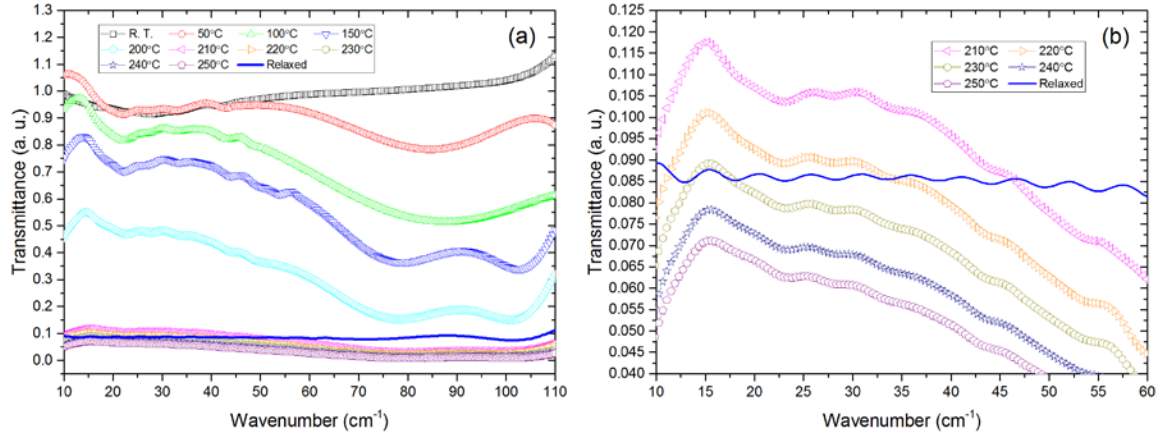 (a)
R. T. 50°C 100°C 150°C
200°C 210°C 220°C 230°C
240°C 250°C Relaxed
Transmittance (a. u.)
1.3
1.2
1.1
1.0
0.9
0.8
0.7
0.6
0.5
0.4
0.3
0.2
0.1
0.0
10 20 30 40 50 60 70 80 90 100 110
Wavenumber (cm-1)
(b)
210°C 220°C
230°C 240°C
250°C Relaxed
Transmittance (a. u.)
0.125
0.120
0.115
0.110
0.105
0.100
0.095
0.090
0.085
0.080
0.075
0.070
0.065
0.060
0.055
0.050
0.045
0.040
10 15 20 25 30 35 40 45 50 55 60
Wavenumber (cm-1)